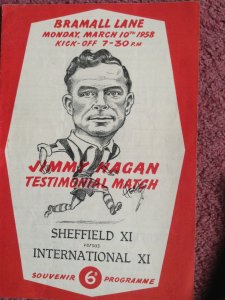 BRAMALL LANE
MONDAY, MARCH 10TH 1958
KICK-OFF 7-30 P.M
JIMMY HAGAN
TESTIMONIAL MATCH
SHEFFIELD XI
versus
INTERNATIONAL XI
SOUVENIR 6D PROGRAMME